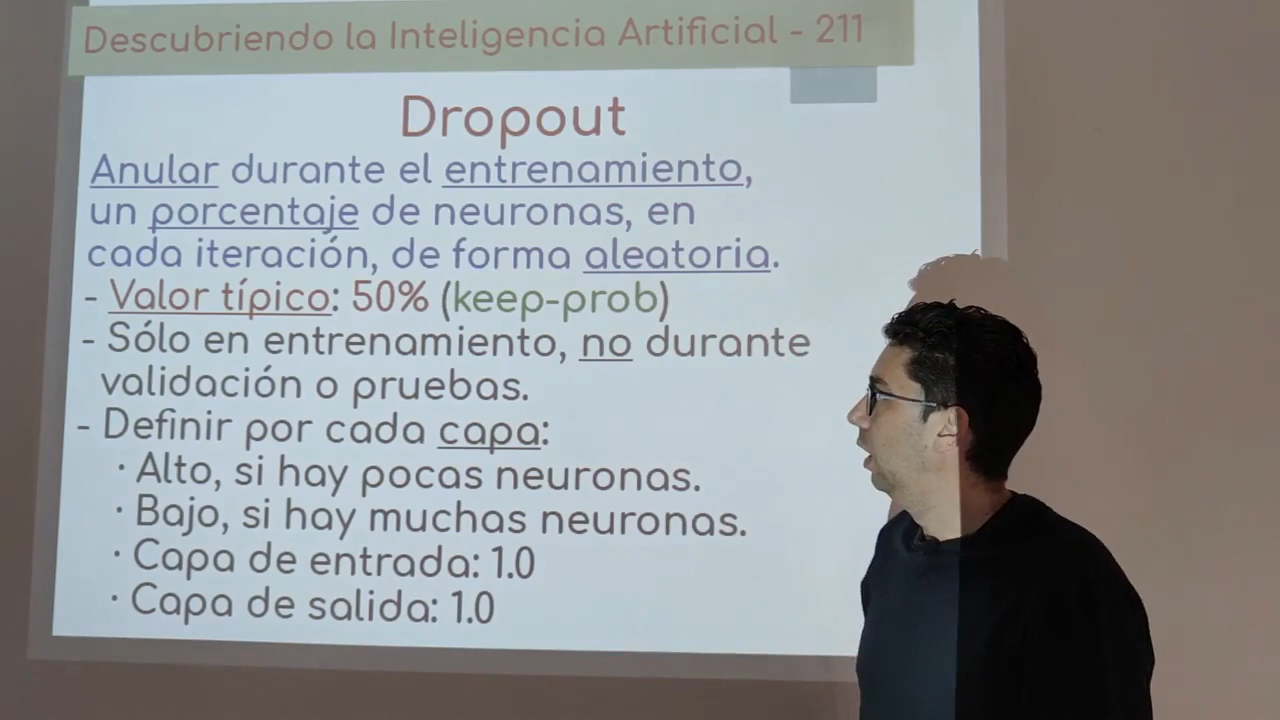 Descubriendo la Inteligencia Artificial - 211
Dropout
Anular durante el entrenamiento,
un porcentaje de neuronas, en
cada iteración, de forma aleatoria.
- Valor típico: 50% (keep-prob)
- Sólo en entrenamiento, no durante
validación o pruebas.
- Definir por cada capa:
· Alto, si hay pocas neuronas.
· Bajo, si hay muchas neuronas.
· Capa de entrada: 1.0
· Capa de salida: 1.0